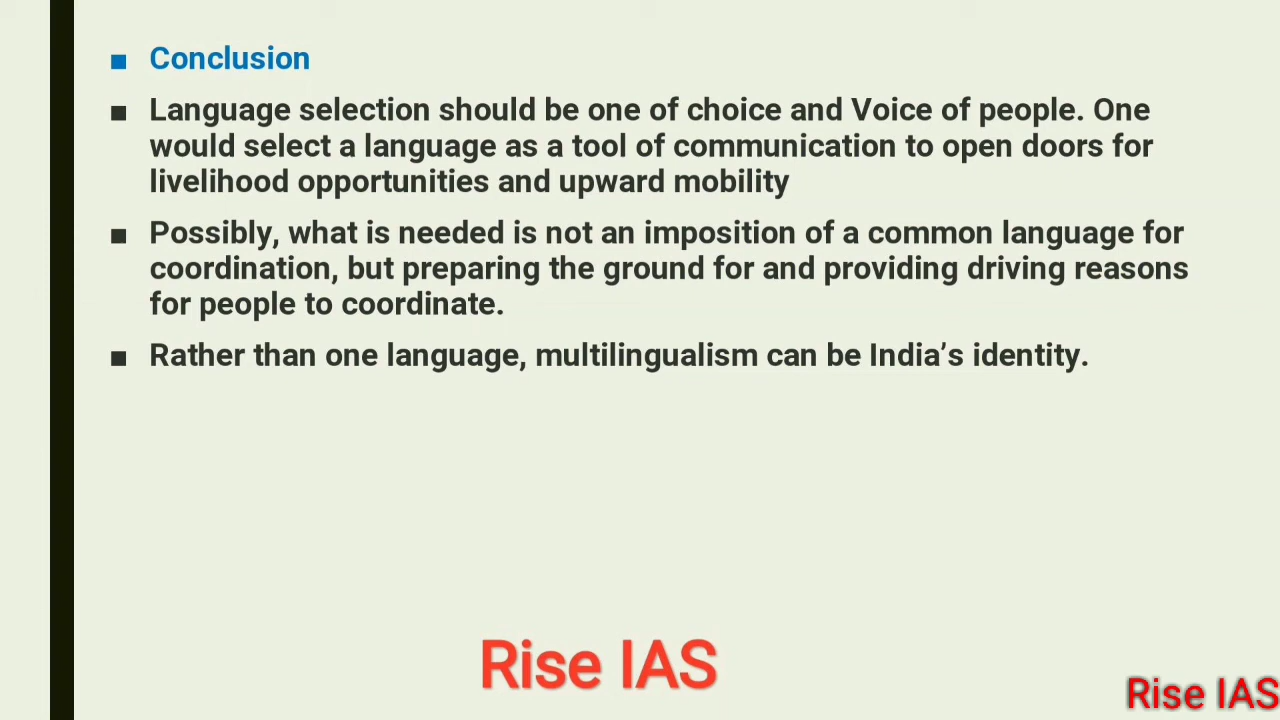 Conclusion
Language selection should be one of choice and Voice of people. One
would select a language as a tool of communication to open doors for
livelihood opportunities and upward mobility
Possibly, what is needed is not an imposition of a common language for
coordination, but preparing the ground for and providing driving reasons
for people to coordinate.
Rather than one language, multilingualism can be India’s identity.
Rise IAS
Rise IAS